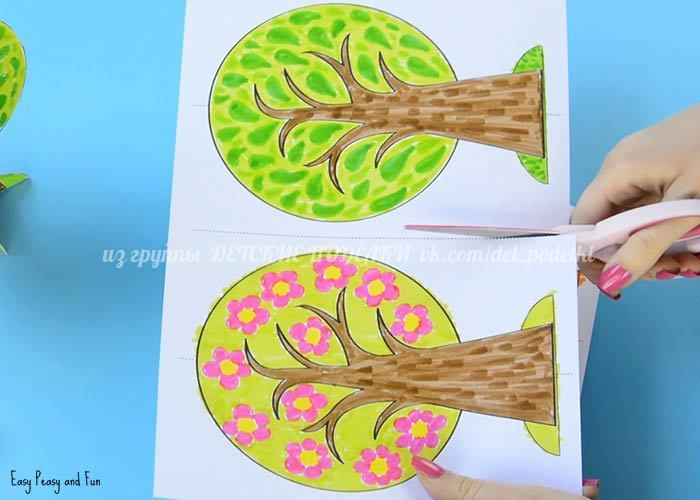 из группы ДЕТСКИЕ ПОДЕЛКИ vk.com/det_podelki
Easy Peasy and Fun